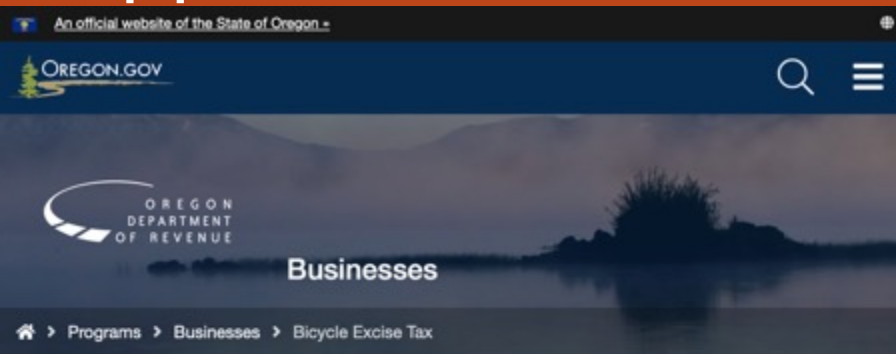 An official website of the State of Oregon »
OREGON.GOV
OREGON
DEPARTMENT
OF REVENUE
Businesses
Programs > Businesses > Bicycle Excise Tax